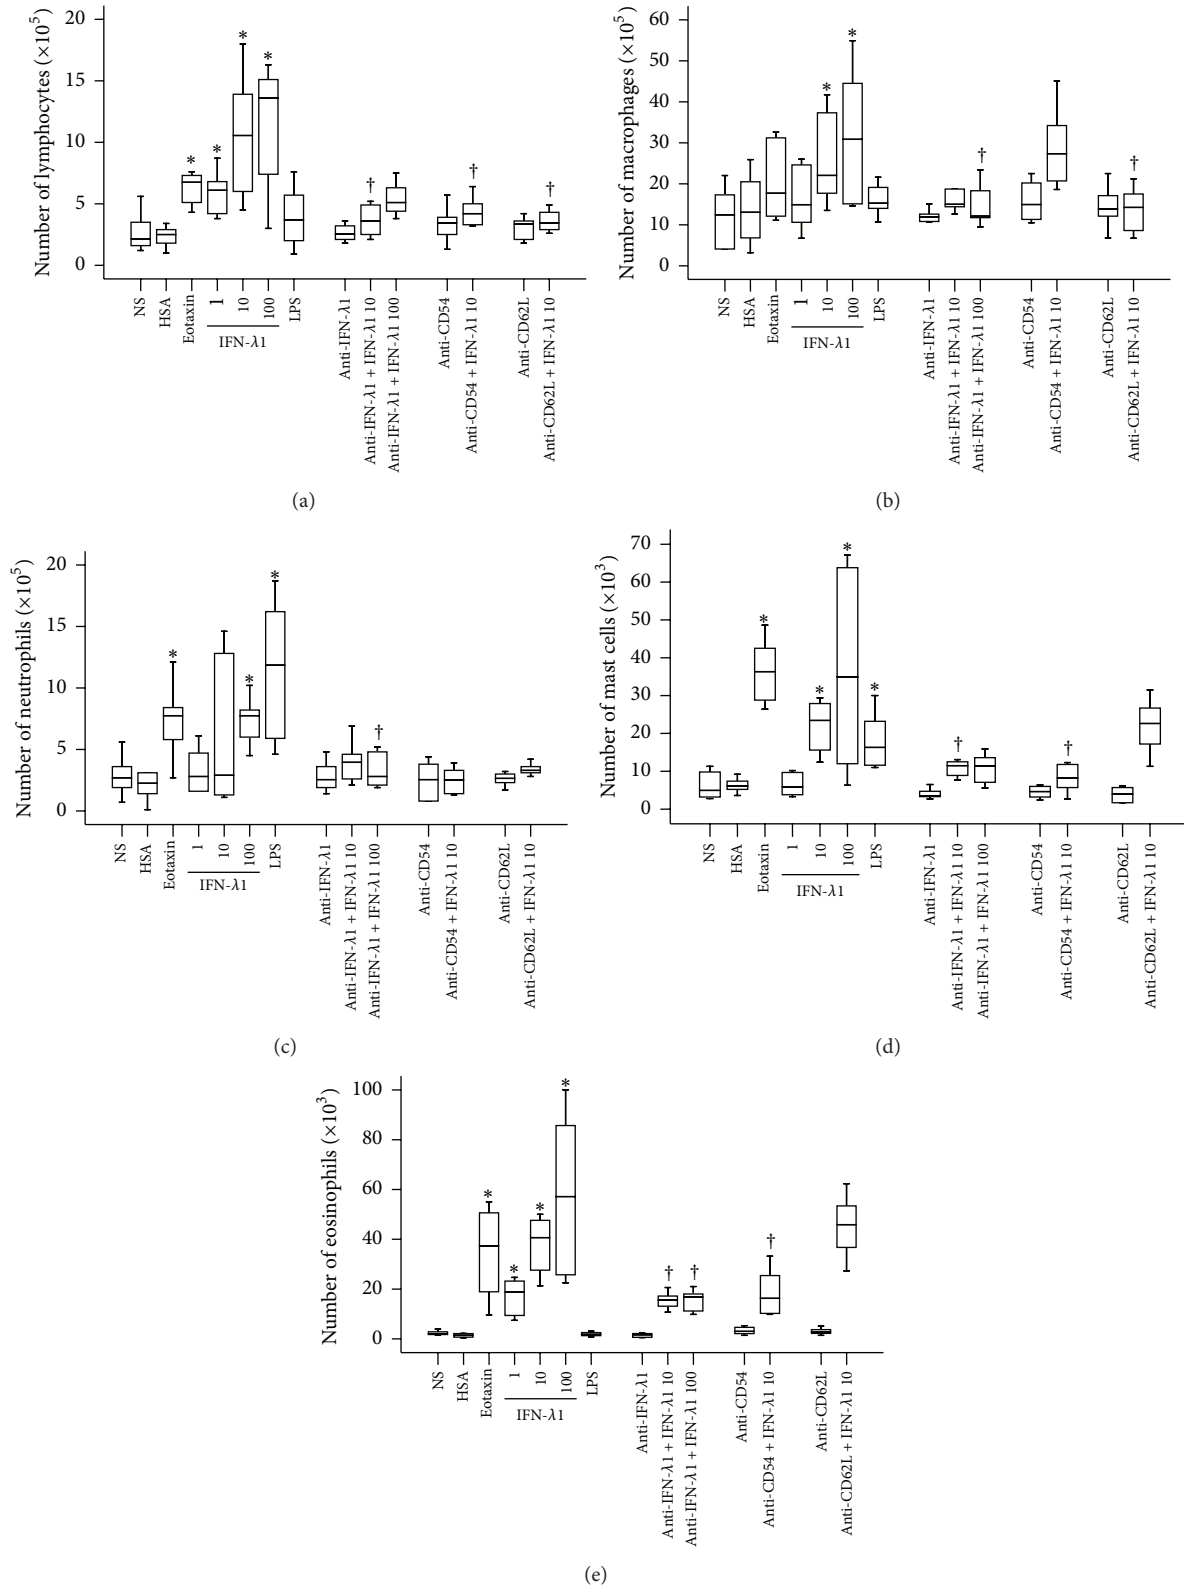 Number of lymphocytes (×10⁵)
20
15
10
5
0
* * * * † † †
NS
HSA
Eotaxin
1
10
100
LPS
IFN-λ1
Anti-IFN-λ1
Anti-IFN-λ1 + IFN-λ1 10
Anti-IFN-λ1 + IFN-λ1 100
Anti-CD54
Anti-CD54 + IFN-λ1 10
Anti-CD62L
Anti-CD62L + IFN-λ1 10
(a)
Number of macrophages (×10⁵)
60
50
40
30
20
10
0
* * † †
NS
HSA
Eotaxin
1
10
100
LPS
IFN-λ1
Anti-IFN-λ1
Anti-IFN-λ1 + IFN-λ1 10
Anti-IFN-λ1 + IFN-λ1 100
Anti-CD54
Anti-CD54 + IFN-λ1 10
Anti-CD62L
Anti-CD62L + IFN-λ1 10
(b)
Number of neutrophils (×10⁵)
20
15
10
5
0
* * * †
NS
HSA
Eotaxin
1
10
100
LPS
IFN-λ1
Anti-IFN-λ1
Anti-IFN-λ1 + IFN-λ1 10
Anti-IFN-λ1 + IFN-λ1 100
Anti-CD54
Anti-CD54 + IFN-λ1 10
Anti-CD62L
Anti-CD62L + IFN-λ1 10
(c)
Number of mast cells (×10³)
70
60
50
40
30
20
10
0
* * * * † †
NS
HSA
Eotaxin
1
10
100
LPS
IFN-λ1
Anti-IFN-λ1
Anti-IFN-λ1 + IFN-λ1 10
Anti-IFN-λ1 + IFN-λ1 100
Anti-CD54
Anti-CD54 + IFN-λ1 10
Anti-CD62L
Anti-CD62L + IFN-λ1 10
(d)
Number of eosinophils (×10³)
100
80
60
40
20
0
* * * * † † †
NS
HSA
Eotaxin
1
10
100
LPS
IFN-λ1
Anti-IFN-λ1
Anti-IFN-λ1 + IFN-λ1 10
Anti-IFN-λ1 + IFN-λ1 100
Anti-CD54
Anti-CD54 + IFN-λ1 10
Anti-CD62L
Anti-CD62L + IFN-λ1 10
(e)